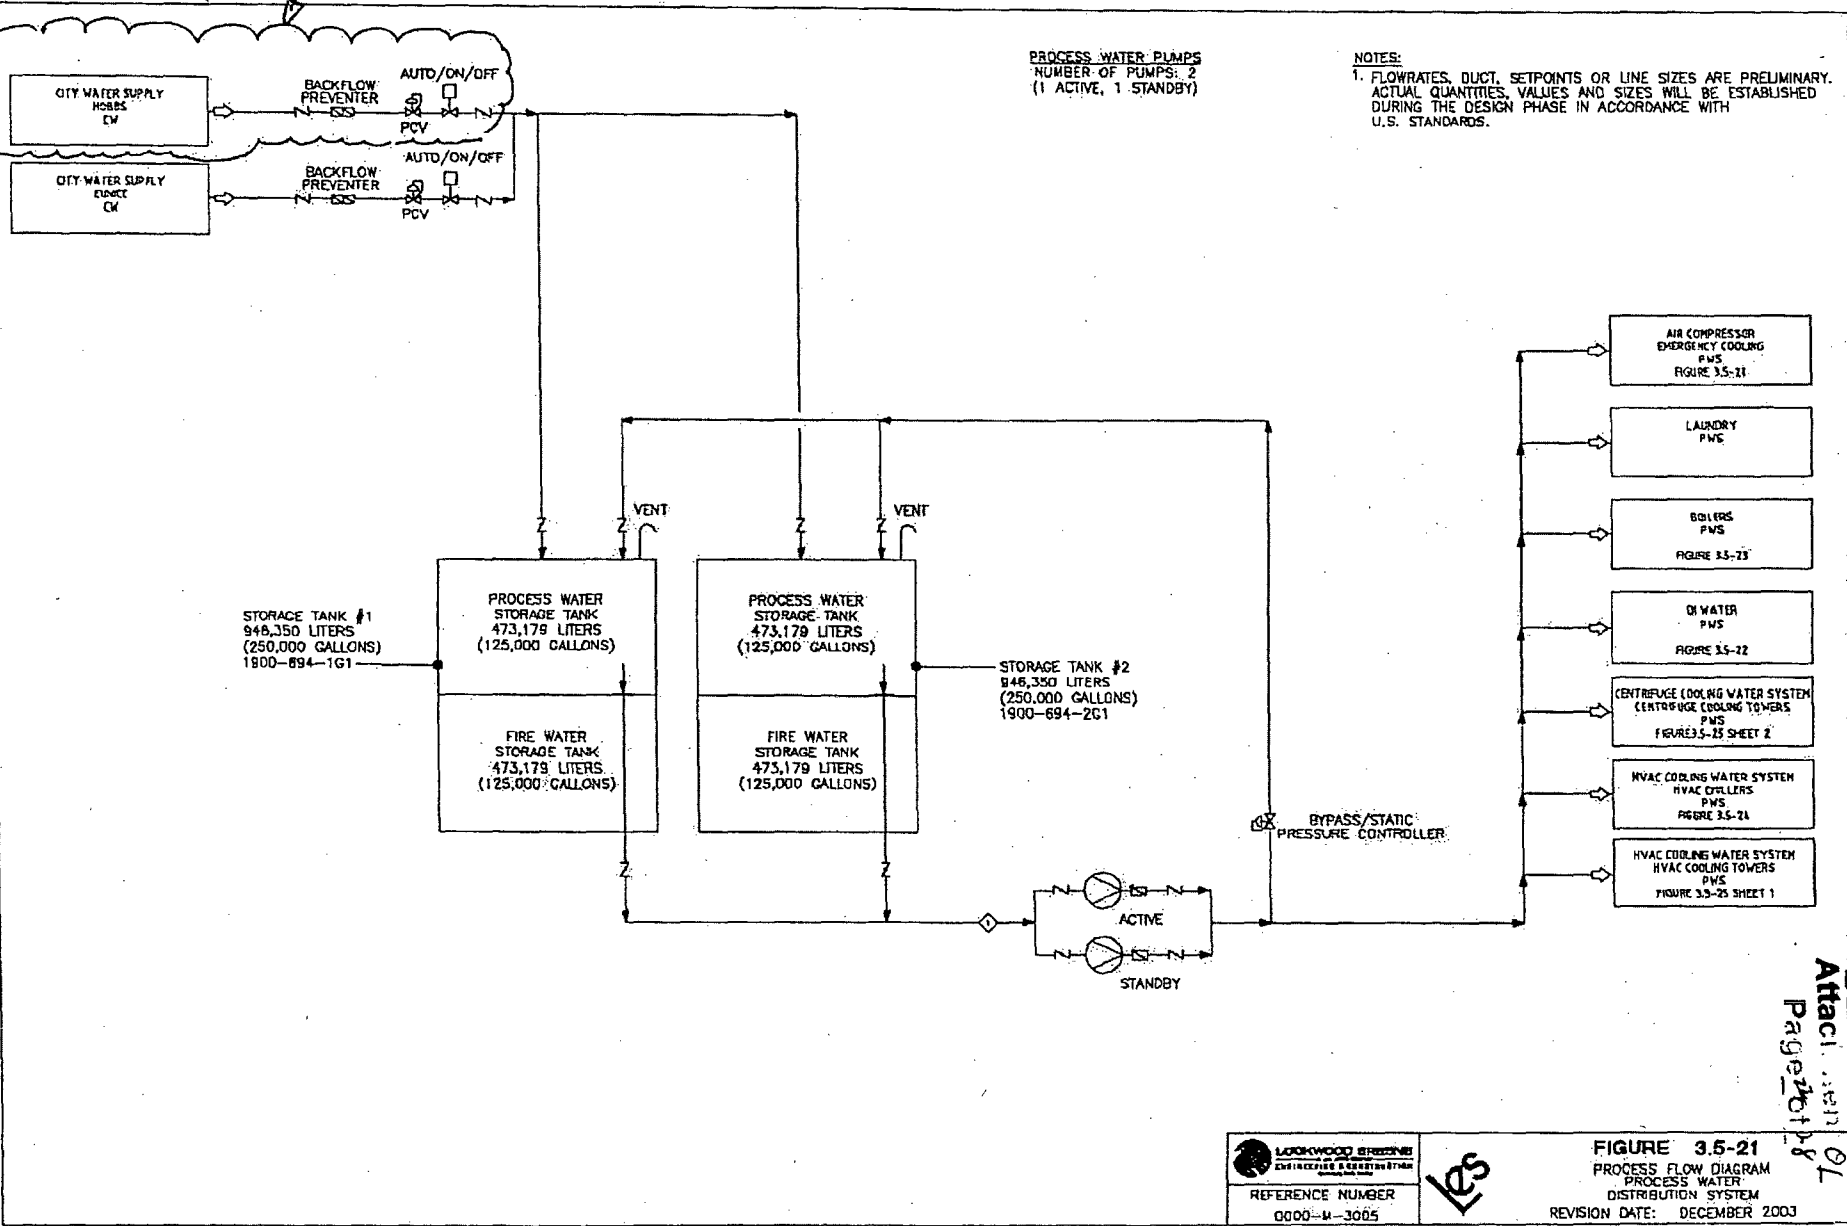 CITY WATER SUPPLY
HOBBS
CW
BACKFLOW
PREVENTER
AUTO/ON/OFF
PCV
CITY WATER SUPPLY
EUNICE
CW
BACKFLOW
PREVENTER
AUTO/ON/OFF
PCV
PROCESS WATER PUMPS
NUMBER OF PUMPS: 2
(1 ACTIVE, 1 STANDBY)
NOTES:
1. FLOWRATES, DUCT, SETPOINTS OR LINE SIZES ARE PRELIMINARY.
ACTUAL QUANTITIES, VALUES AND SIZES WILL BE ESTABLISHED
DURING THE DESIGN PHASE IN ACCORDANCE WITH
U.S. STANDARDS.
VENT
VENT
STORAGE TANK #1
946,350 LITERS
(250,000 GALLONS)
1900-694-1G1
PROCESS WATER
STORAGE TANK
473,179 LITERS
(125,000 GALLONS)
FIRE WATER
STORAGE TANK
473,179 LITERS
(125,000 GALLONS)
PROCESS WATER
STORAGE TANK
473,179 LITERS
(125,000 GALLONS)
FIRE WATER
STORAGE TANK
473,179 LITERS
(125,000 GALLONS)
STORAGE TANK #2
946,350 LITERS
(250,000 GALLONS)
1900-694-2G1
1
ACTIVE
STANDBY
BYPASS/STATIC
PRESSURE CONTROLLER
AIR COMPRESSOR
EMERGENCY COOLING
PWS
FIGURE 3.5-21
LAUNDRY
PWS
BOILERS
PWS
FIGURE 3.5-23
DI WATER
PWS
FIGURE 3.5-22
CENTRIFUGE COOLING WATER SYSTEM
CENTRIFUGE COOLING TOWERS
PWS
FIGURE3.5-25 SHEET 2
HVAC COOLING WATER SYSTEM
HVAC CHILLERS
PWS
FIGURE 3.5-24
HVAC COOLING WATER SYSTEM
HVAC COOLING TOWERS
PWS
FIGURE 3.5-25 SHEET 1
Page of 28
LOCKWOOD GREENE
ENGINEERING & CONSTRUCTION
REFERENCE NUMBER
0000-M-3005
Les
FIGURE 3.5-21
PROCESS FLOW DIAGRAM
PROCESS WATER
DISTRIBUTION SYSTEM
REVISION DATE: DECEMBER 2003